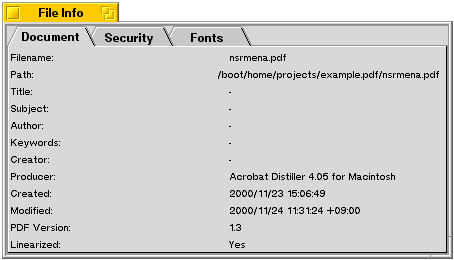 File Info
Document Security Fonts
Filename: nsrmena.pdf
Path: /boot/home/projects/example.pdf/nsrmena.pdf
Title: -
Subject: -
Author: -
Keywords: -
Creator: -
Producer: Acrobat Distiller 4.05 for Macintosh
Created: 2000/11/23 15:06:49
Modified: 2000/11/24 11:31:24 +09:00
PDF Version: 1.3
Linearized: Yes